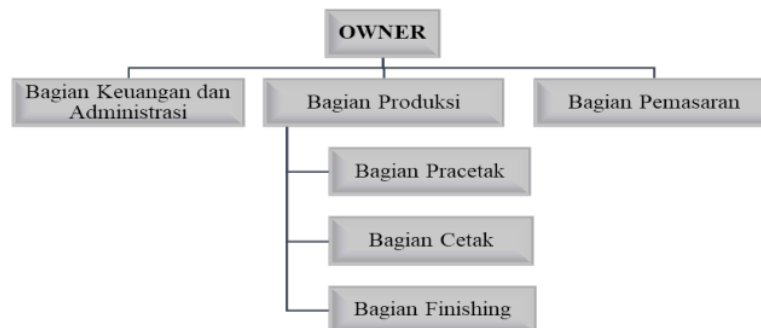 OWNER
Bagian Keuangan dan
Administrasi
Bagian Produksi
Bagian Pemasaran
Bagian Pracetak
Bagian Cetak
Bagian Finishing